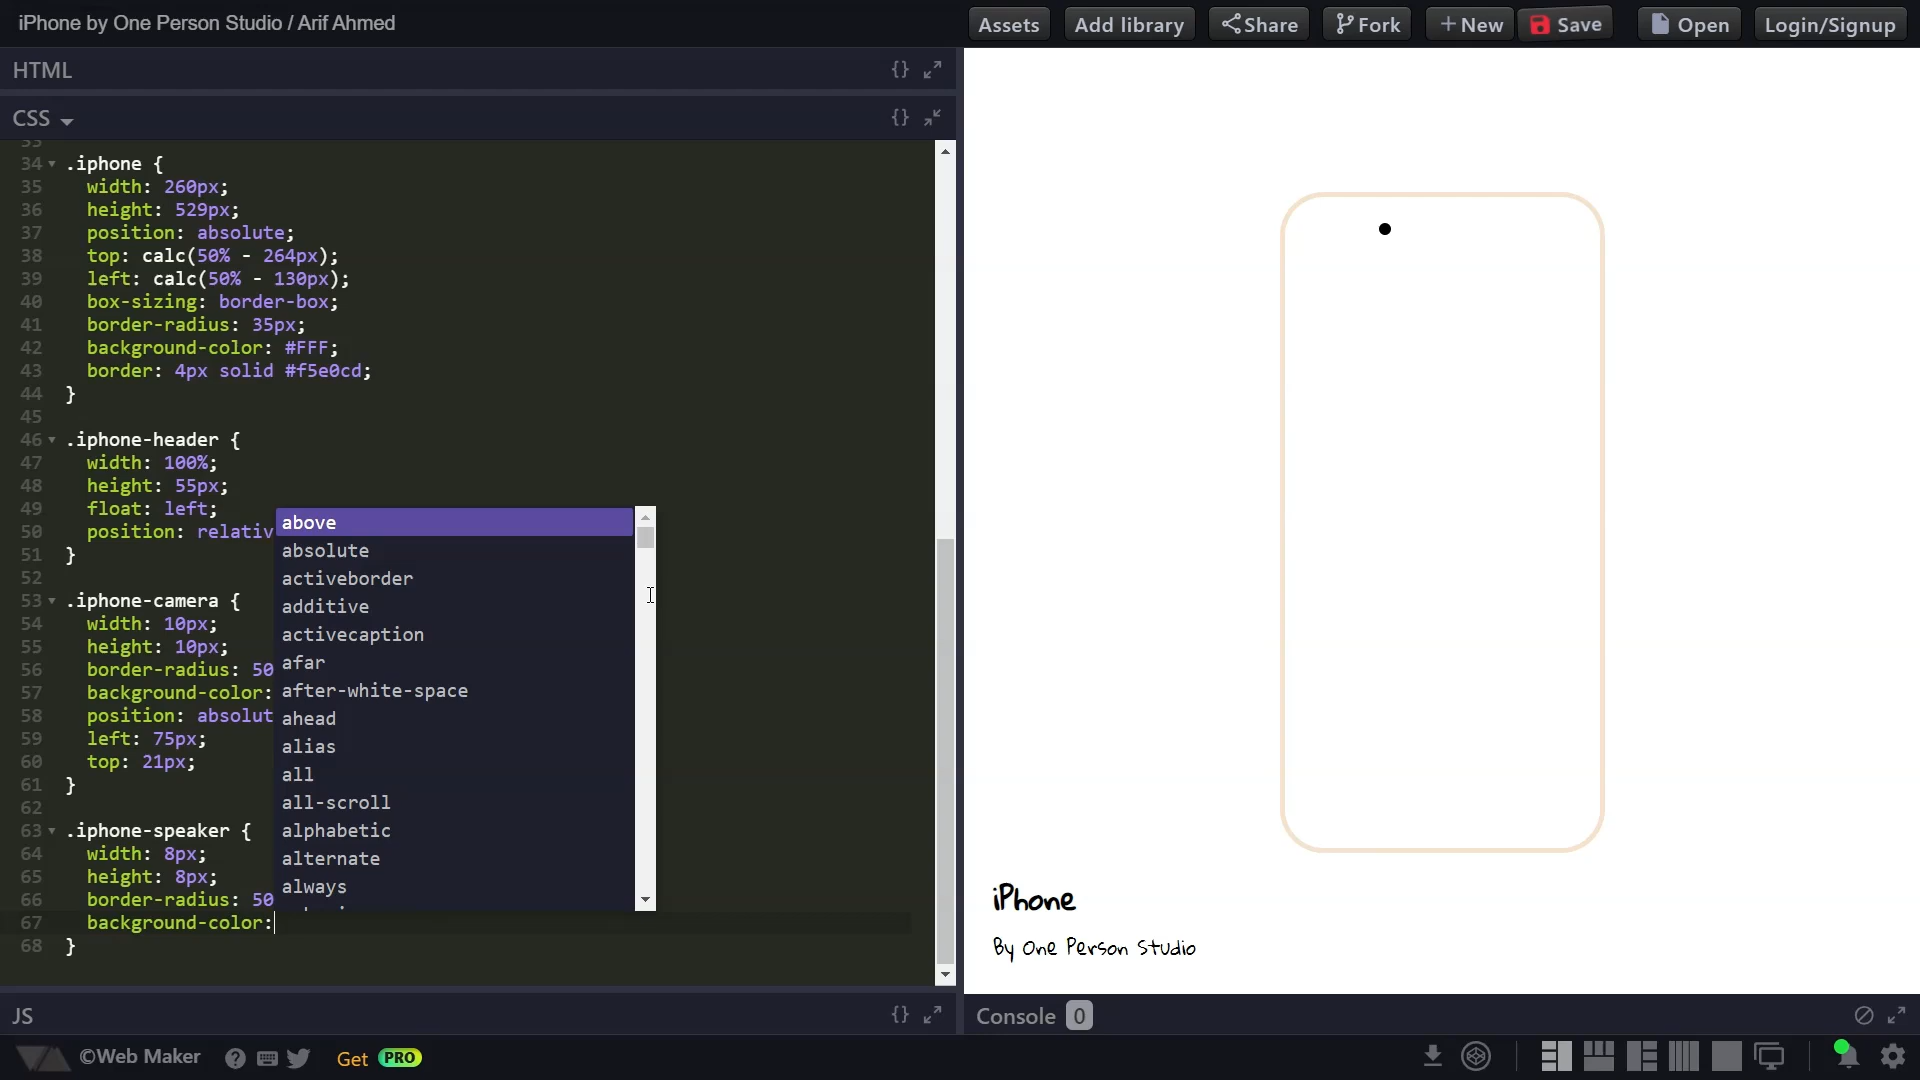 iPhone by One Person Studio / Arif Ahmed
Assets
Add library
Share
Fork
+ New
Save
Open
Login/Signup
HTML
{}
CSS
{}
33
34 .iphone {
35 width: 260px;
36 height: 529px;
37 position: absolute;
38 top: calc(50% - 264px);
39 left: calc(50% - 130px);
40 box-sizing: border-box;
41 border-radius: 35px;
42 background-color: #FFF;
43 border: 4px solid #f5e0cd;
44 }
45
46 .iphone-header {
47 width: 100%;
48 height: 55px;
49 float: left;
50 position: relativ
51 }
52
53 .iphone-camera {
54 width: 10px;
55 height: 10px;
56 border-radius: 50
57 background-color:
58 position: absolut
59 left: 75px;
60 top: 21px;
61 }
62
63 .iphone-speaker {
64 width: 8px;
65 height: 8px;
66 border-radius: 50
67 background-color:
68 }
above
absolute
activeborder
additive
activecaption
afar
after-white-space
ahead
alias
all
all-scroll
alphabetic
alternate
always
iPhone
By One Person Studio
JS
{}
Console 0
©Web Maker
?
Get PRO